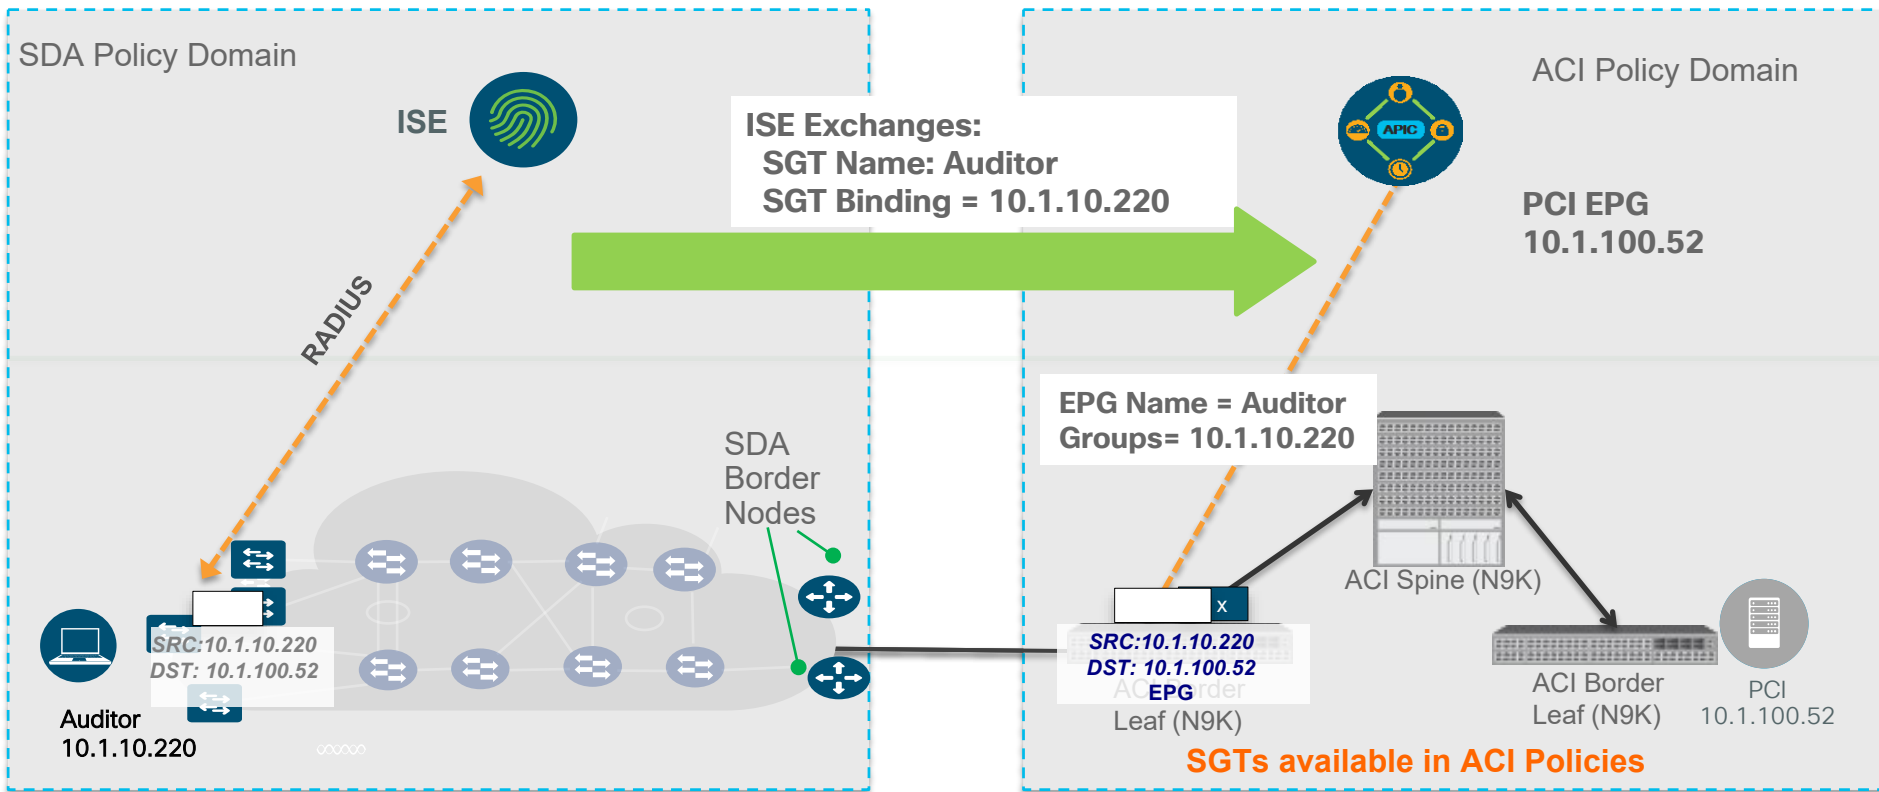 SDA Policy Domain
ISE
RADIUS
ISE Exchanges:
SGT Name: Auditor
SGT Binding = 10.1.10.220
ACI Policy Domain
APIC
PCI EPG
10.1.100.52
EPG Name = Auditor
Groups= 10.1.10.220
SDA
Border
Nodes
SRC:10.1.10.220
DST: 10.1.100.52
Auditor
10.1.10.220
X
SRC:10.1.10.220
DST: 10.1.100.52
EPG
ACI Border
Leaf (N9K)
ACI Spine (N9K)
ACI Border
Leaf (N9K)
PCI
10.1.100.52
SGTs available in ACI Policies